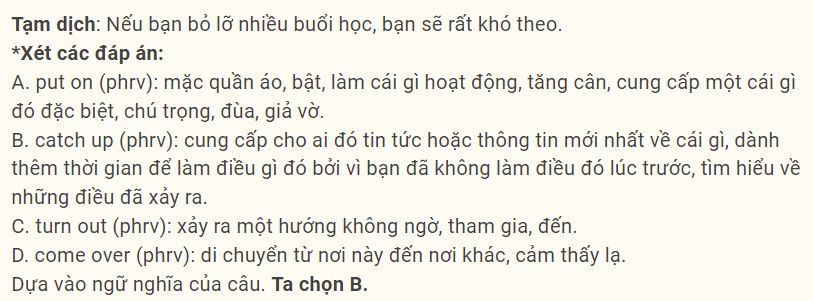 Tạm dịch: Nếu bạn bỏ lỡ nhiều buổi học, bạn sẽ rất khó theo.
*Xét các đáp án:
A. put on (phrv): mặc quần áo, bật, làm cái gì hoạt động, tăng cân, cung cấp một cái gì
đó đặc biệt, chú trọng, đùa, giả vờ.
B. catch up (phrv): cung cấp cho ai đó tin tức hoặc thông tin mới nhất về cái gì, dành
thêm thời gian để làm điều gì đó bởi vì bạn đã không làm điều đó lúc trước, tìm hiểu về
những điều đã xảy ra.
C. turn out (phrv): xảy ra một hướng không ngờ, tham gia, đến.
D. come over (phrv): di chuyển từ nơi này đến nơi khác, cảm thấy lạ.
Dựa vào ngữ nghĩa của câu. Ta chọn B.